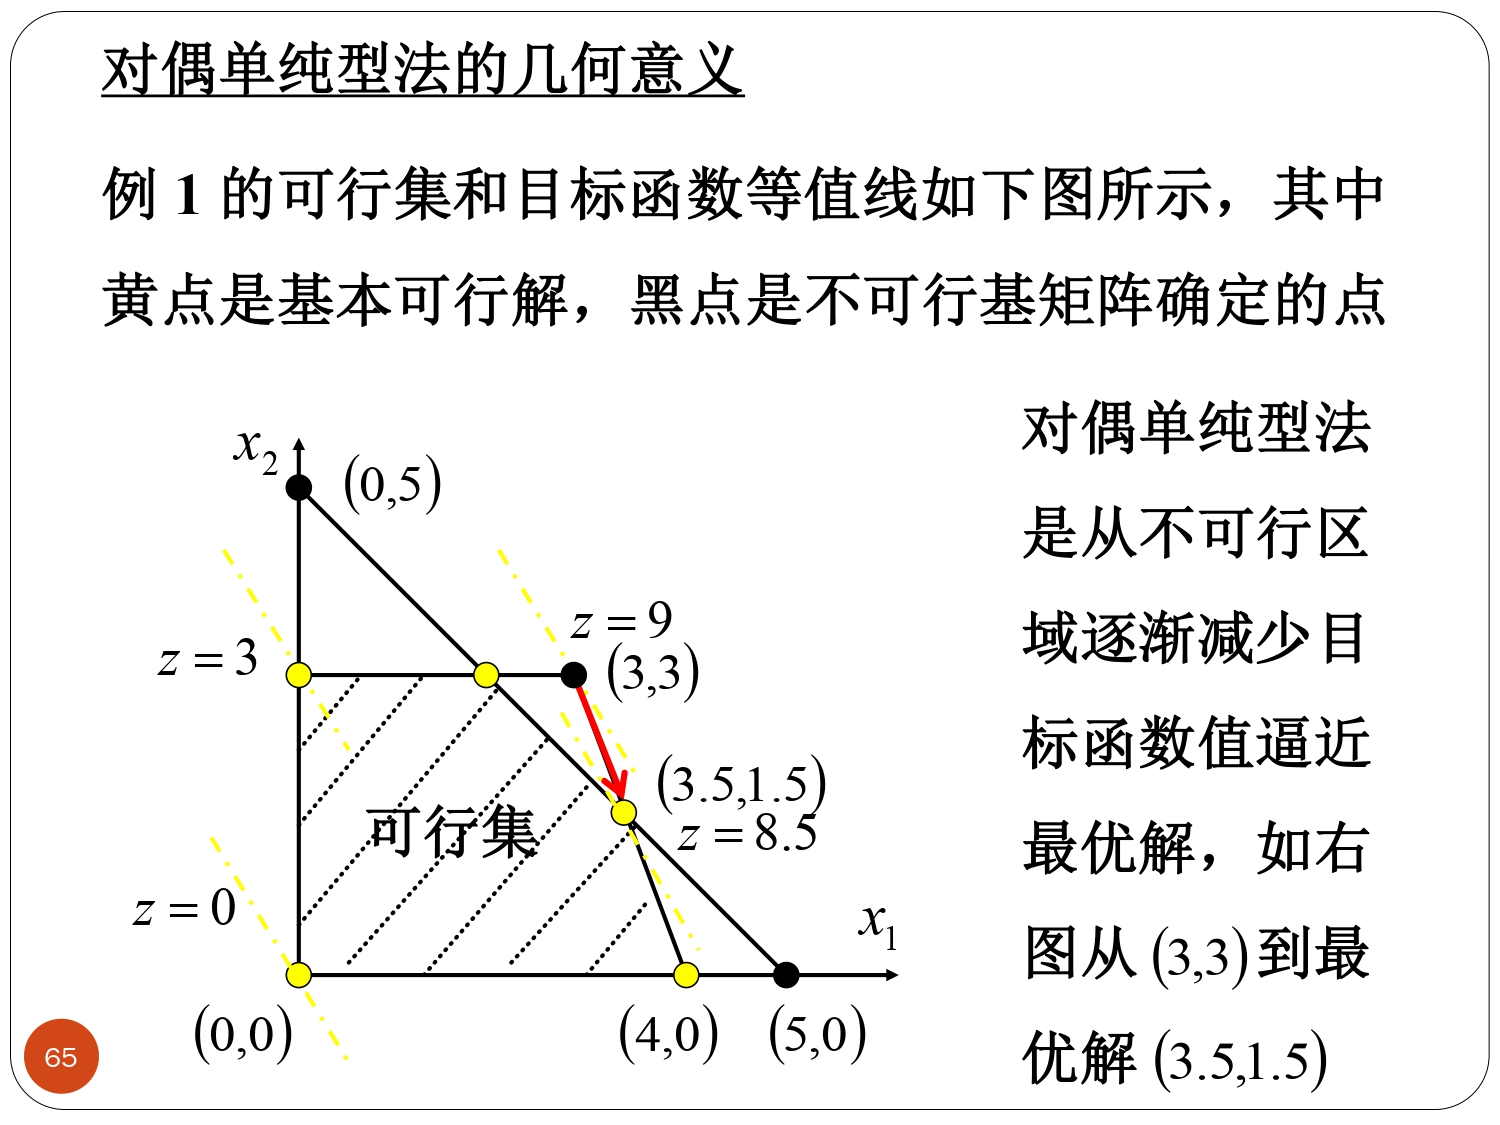 对偶单纯型法的几何意义
例 1 的可行集和目标函数等值线如下图所示，其中
黄点是基本可行解，黑点是不可行基矩阵确定的点
对偶单纯型法
是从不可行区
域逐渐减少目
标函数值逼近
最优解，如右
图从 (3,3) 到最
优解 (3.5,1.5)
x₂
(0,5)
z = 9
z = 3
(3,3)
(3.5,1.5)
z = 8.5
可行集
z = 0
x₁
(0,0)
(4,0)
(5,0)
65